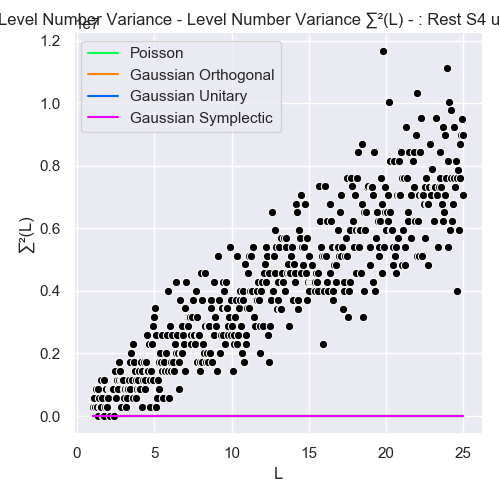 Level Number Variance - Level Number Variance ∑²(L) - : Rest S4 u
1e7
Poisson
Gaussian Orthogonal
Gaussian Unitary
Gaussian Symplectic
∑²(L)
1.2
1.0
0.8
0.6
0.4
0.2
0.0
0
5
10
15
20
25
L